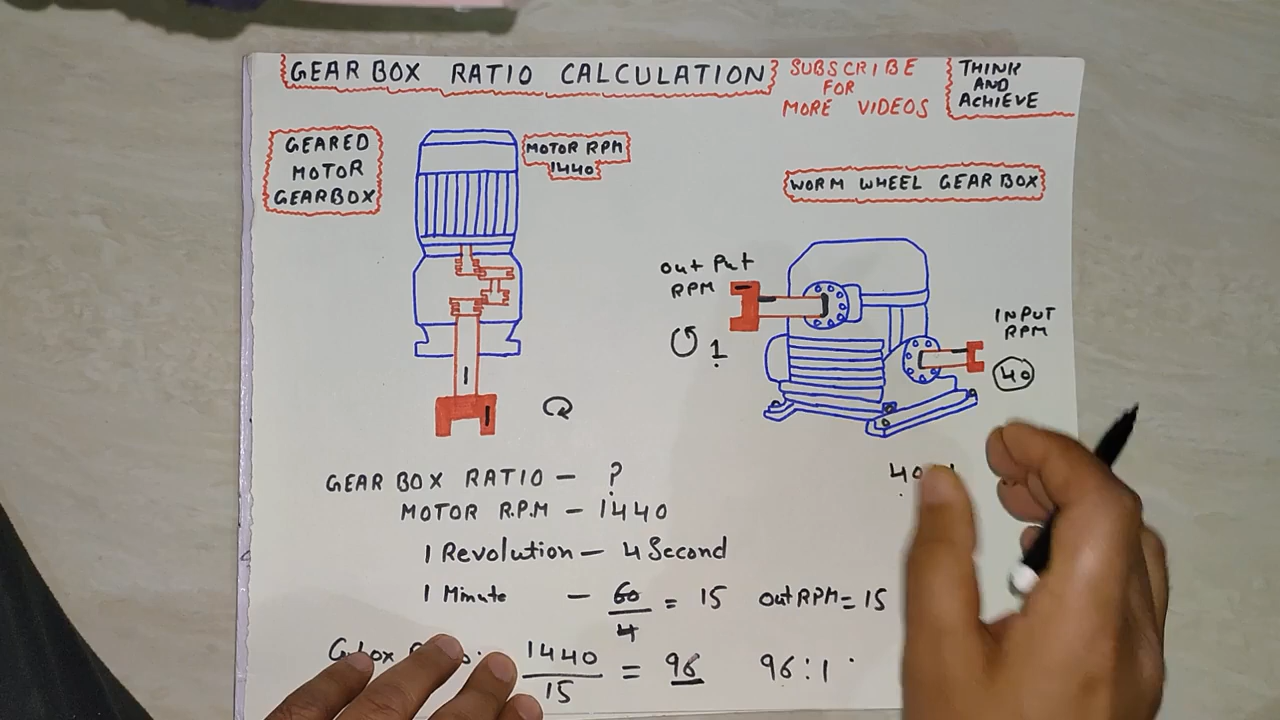 GEAR BOX RATIO CALCULATION
SUBSCRIBE
FOR
MORE VIDEOS
THINK
AND
ACHIEVE
GEARED
MOTOR
GEARBOX
MOTOR RPM
1440
WORM WHEEL GEAR BOX
Out Put
RPM
1
INPUT
RPM
40
GEAR BOX RATIO – ?
MOTOR R.P.M – 1440
1 Revolution – 4 Second
1 Minute – 60/4 = 15 out RPM = 15
1440/15 = 96 96:1
40